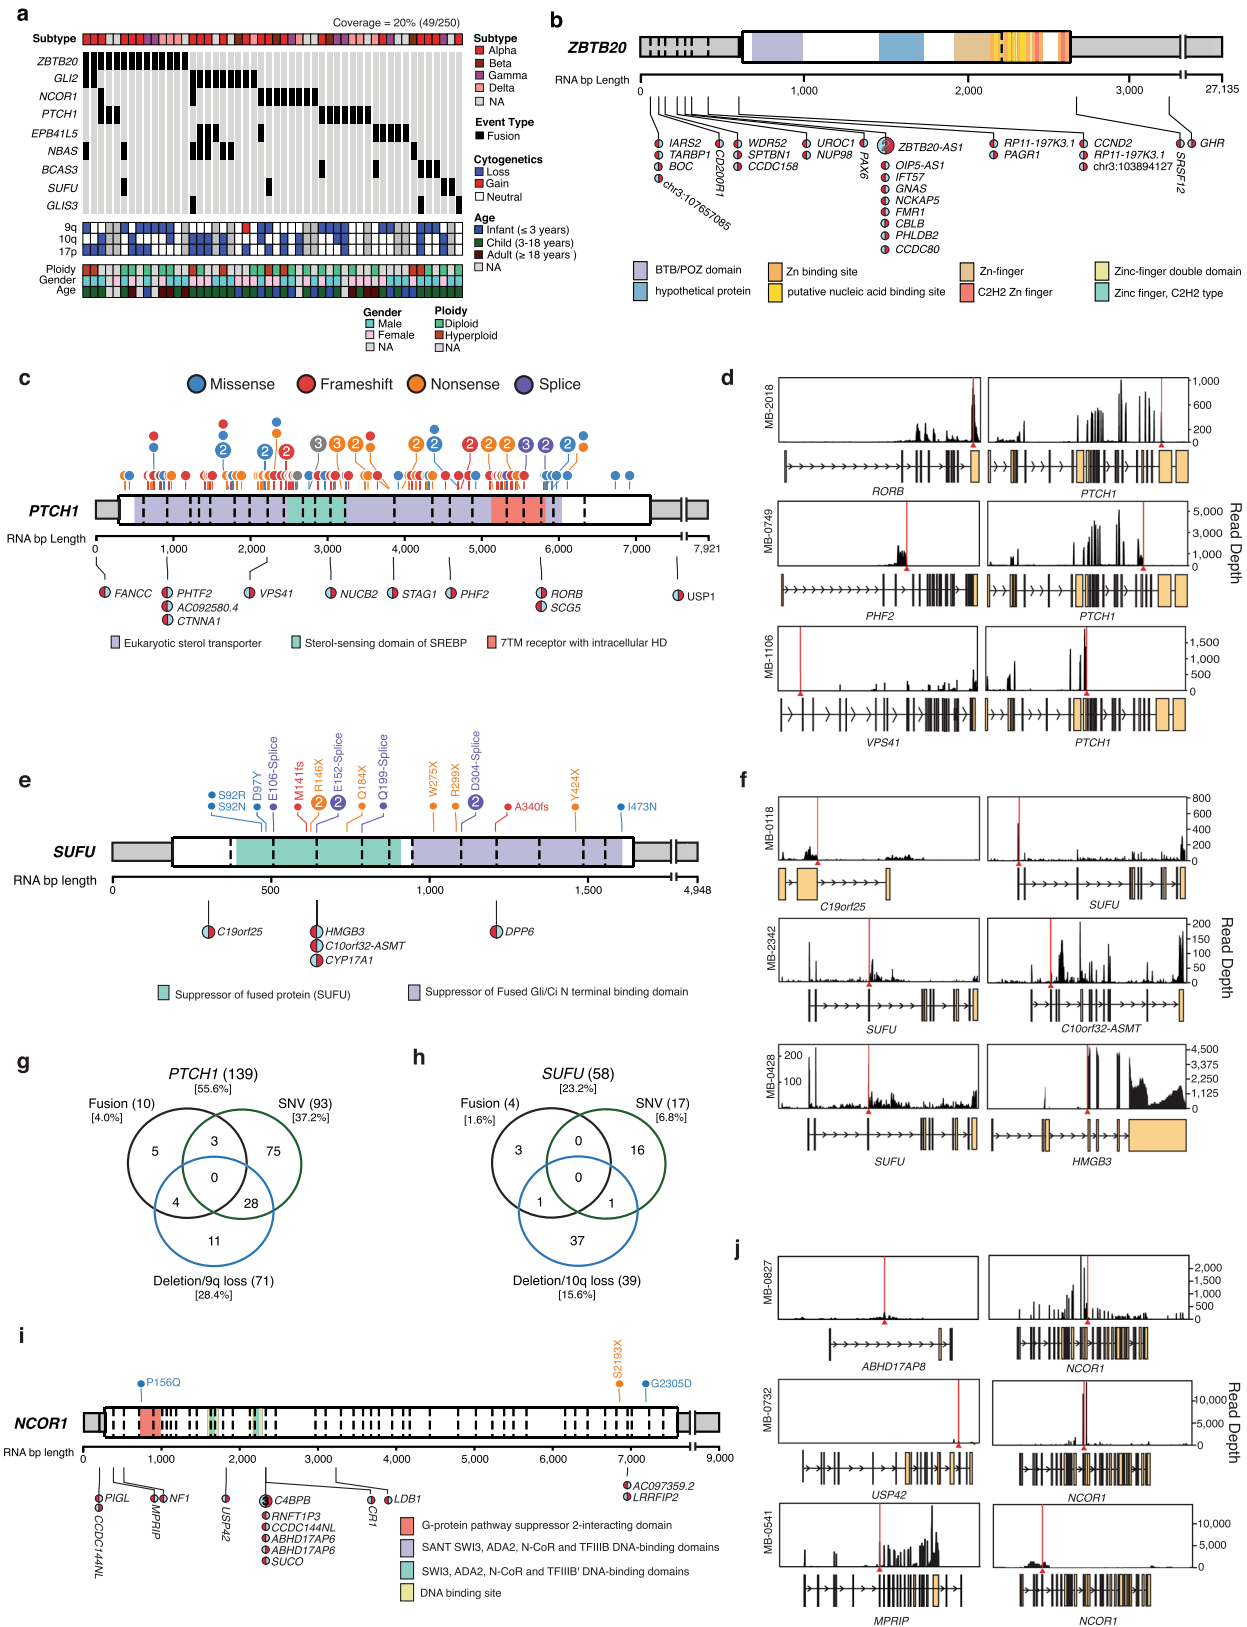 a
Coverage = 20% (49/250)
Subtype
ZBTB20
GLI2
NCOR1
PTCH1
EPB41L5
NBAS
BCAS3
SUFU
GLIS3
9q
10q
17p
Ploidy
Gender
Age
Subtype
Alpha
Beta
Gamma
Delta
NA
Event Type
Fusion
Cytogenetics
Loss
Gain
Neutral
Age
Infant (≤ 3 years)
Child (3-18 years)
Adult (≥ 18 years )
NA
Gender
Male
Female
NA
Ploidy
Diploid
Hyperploid
NA
b
ZBTB20
RNA bp Length
0 1,000 2,000 3,000 27,135
IARS2
TARBP1
BOC
chr3:107657085
CD200R1
WDR52
SPTBN1
CCDC158
UROC1
NUP98
PAX6
ZBTB20-AS1
OIP5-AS1
IFT57
GNAS
NCKAP5
FMR1
CBLB
PHLDB2
CCDC80
RP11-197K3.1
PAGR1
CCND2
RP11-197K3.1
chr3:103894127
SRSF12
GHR
BTB/POZ domain
hypothetical protein
Zn binding site
putative nucleic acid binding site
Zn-finger
C2H2 Zn finger
Zinc-finger double domain
Zinc finger, C2H2 type
c
Missense Frameshift Nonsense Splice
2 2 2 3 3 2 2 2 2 2 2 3 2 2
PTCH1
RNA bp Length
0 1,000 2,000 3,000 4,000 5,000 6,000 7,000 7,921
FANCC
PHTF2
AC092580.4
CTNNA1
VPS41
NUCB2
STAG1
PHF2
RORB
SCG5
USP1
Eukaryotic sterol transporter
Sterol-sensing domain of SREBP
7TM receptor with intracellular HD
d
MB-2018
1,000
600
200
0
RORB
PTCH1
MB-0749
5,000
3,000
1,000
0
PHF2
PTCH1
MB-1106
1,500
1,000
500
0
VPS41
PTCH1
Read Depth
e
S92R
S92N
D97Y
E106-Splice
M141fs
R146X
2
E152-Splice
2
Q184X
Q199-Splice
W275X
R299X
D304-Splice
2
A340fs
Y424X
I473N
SUFU
RNA bp length
0 500 1,000 1,500 4,948
C19orf25
HMGB3
C10orf32-ASMT
CYP17A1
DPP6
Suppressor of fused protein (SUFU)
Suppressor of Fused Gli/Ci N terminal binding domain
f
MB-0118
800
600
400
200
0
C19orf25
SUFU
MB-2342
200
150
100
50
0
SUFU
C10orf32-ASMT
MB-0428
200
100
4,500
3,375
2,250
1,125
0
SUFU
HMGB3
Read Depth
g
PTCH1 (139)
[55.6%]
Fusion (10)
[4.0%]
SNV (93)
[37.2%]
5
3
75
0
4
28
11
Deletion/9q loss (71)
[28.4%]
h
SUFU (58)
[23.2%]
Fusion (4)
[1.6%]
SNV (17)
[6.8%]
3
0
16
0
1
1
37
Deletion/10q loss (39)
[15.6%]
i
P156Q
S2193X
G2305D
NCOR1
RNA bp length
0 1,000 2,000 3,000 4,000 5,000 6,000 7,000 9,000
PIGL
CCDC144NL
MPRIP
NF1
USP42
3
C4BPB
RNFT1P3
CCDC144NL
ABHD17AP6
ABHD17AP6
SUCO
CR1
LDB1
AC097359.2
LRRFIP2
G-protein pathway suppressor 2-interacting domain
SANT SWI3, ADA2, N-CoR and TFIIIB DNA-binding domains
SWI3, ADA2, N-CoR and TFIIIB' DNA-binding domains
DNA binding site
j
MB-0827
2,000
1,500
1,000
500
0
ABHD17AP8
NCOR1
MB-0732
10,000
5,000
0
USP42
NCOR1
MB-0541
10,000
5,000
0
MPRIP
NCOR1
Read Depth